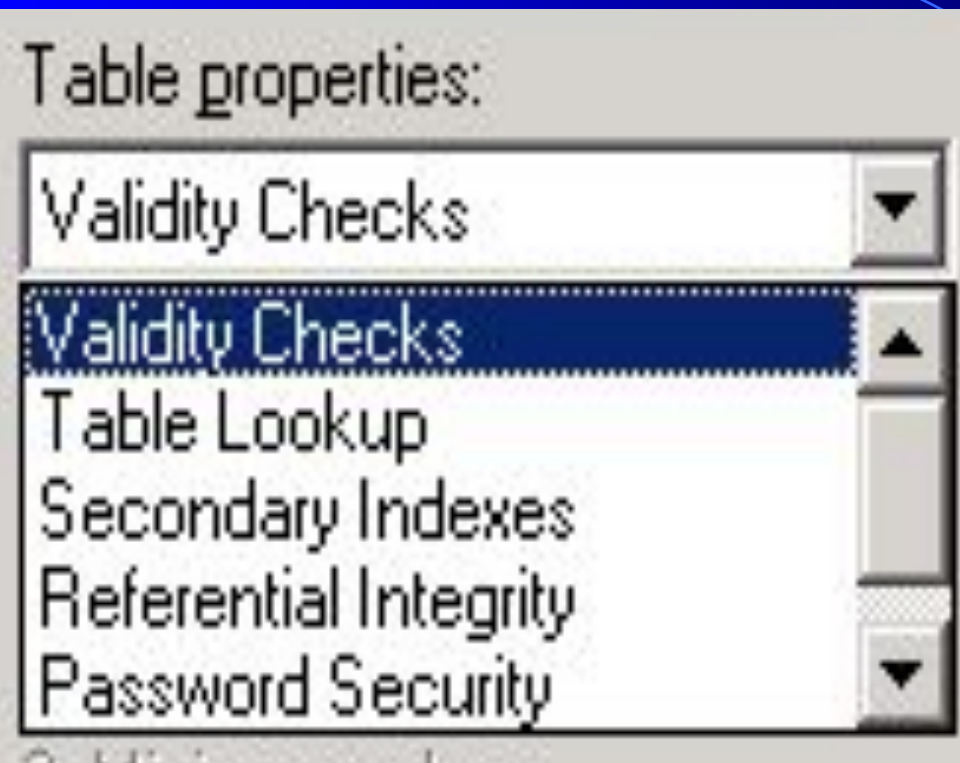 Table properties:
Validity Checks
Validity Checks
Table Lookup
Secondary Indexes
Referential Integrity
Password Security